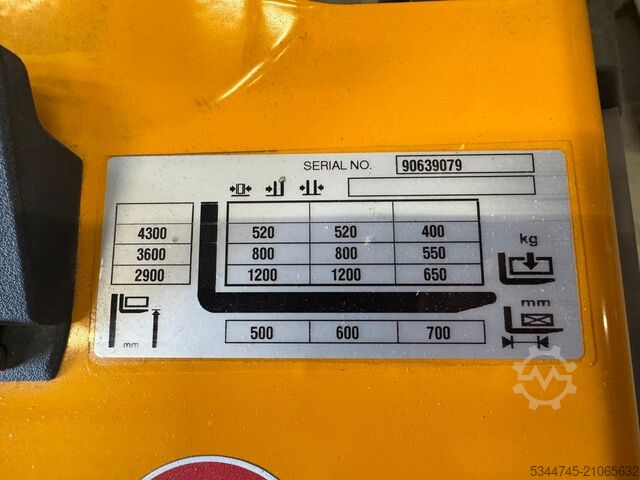 SERIAL NO. 90639079
4300 520 520 400
3600 800 800 550
2900 1200 1200 650
kg
mm
mm
500 600 700
5344745-21065632